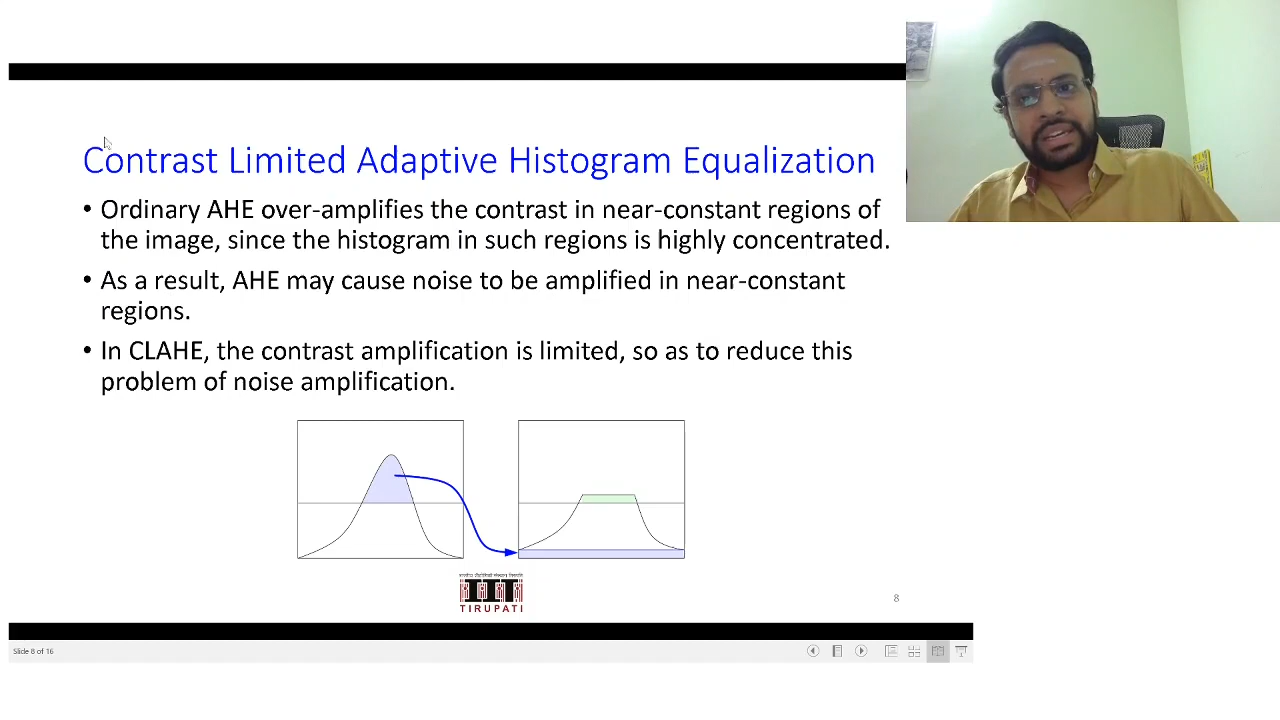 Contrast Limited Adaptive Histogram Equalization
• Ordinary AHE over-amplifies the contrast in near-constant regions of
the image, since the histogram in such regions is highly concentrated.
• As a result, AHE may cause noise to be amplified in near-constant
regions.
• In CLAHE, the contrast amplification is limited, so as to reduce this
problem of noise amplification.
TIRUPATI
8
Slide 8 of 16